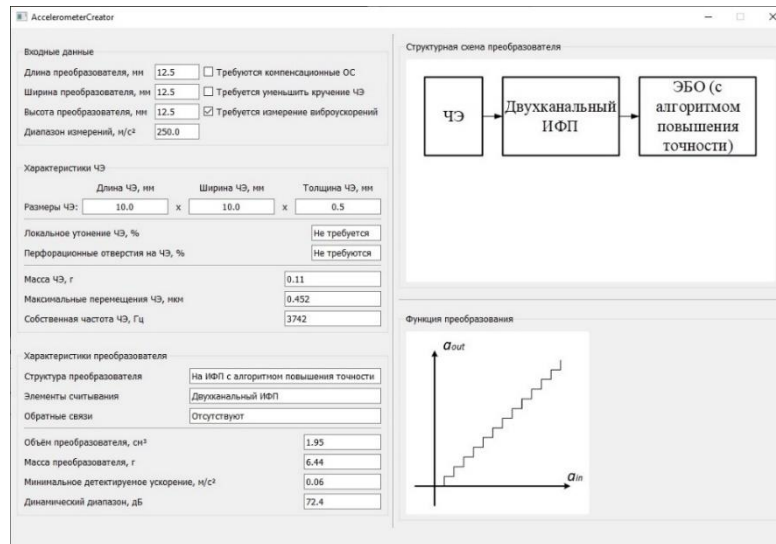 AccelerometerCreator
Входные данные
Длина преобразователя, мм 12.5 Требуются компенсационные ОС
Ширина преобразователя, мм 12.5 Требуется уменьшить кручение ЧЭ
Высота преобразователя, мм 12.5 Требуется измерение виброускорений
Диапазон измерений, м/с² 250.0
Характеристики ЧЭ
Длина ЧЭ, мм Ширина ЧЭ, мм Толщина ЧЭ, мм
Размеры ЧЭ: 10.0 x 10.0 x 0.5
Локальное утонение ЧЭ, % Не требуется
Перфорационные отверстия на ЧЭ, % Не требуются
Масса ЧЭ, г 0.11
Максимальные перемещения ЧЭ, мкм 0.452
Собственная частота ЧЭ, Гц 3742
Характеристики преобразователя
Структура преобразователя На ИФП с алгоритмом повышения точности
Элементы считывания Двухканальный ИФП
Обратные связи Отсутствуют
Объём преобразователя, см³ 1.95
Масса преобразователя, г 6.44
Минимальное детектируемое ускорение, м/с² 0.06
Динамический диапазон, дБ 72.4
Структурная схема преобразователя
ЧЭ
Двухканальный
ИФП
ЭБО (с
алгоритмом
повышения
точности)
Функция преобразования
aout
ain